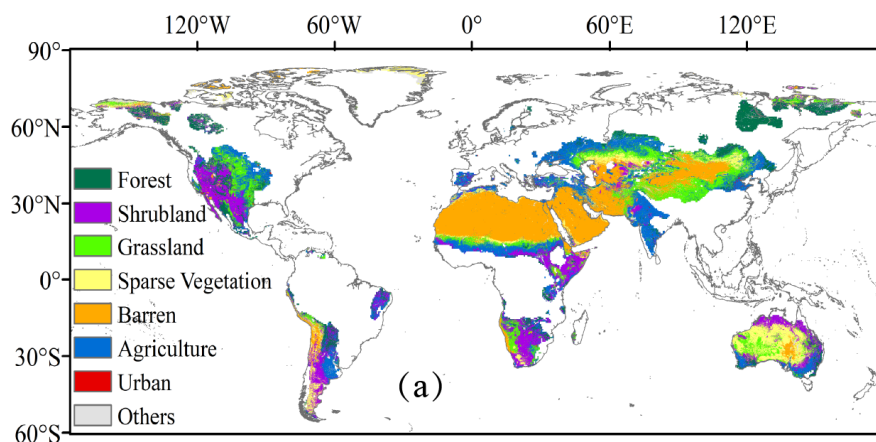 120°W 60°W 0° 60°E 120°E
90°
60°N
30°N
0°
30°S
60°S
Forest
Shrubland
Grassland
Sparse Vegetation
Barren
Agriculture
Urban
Others
(a)